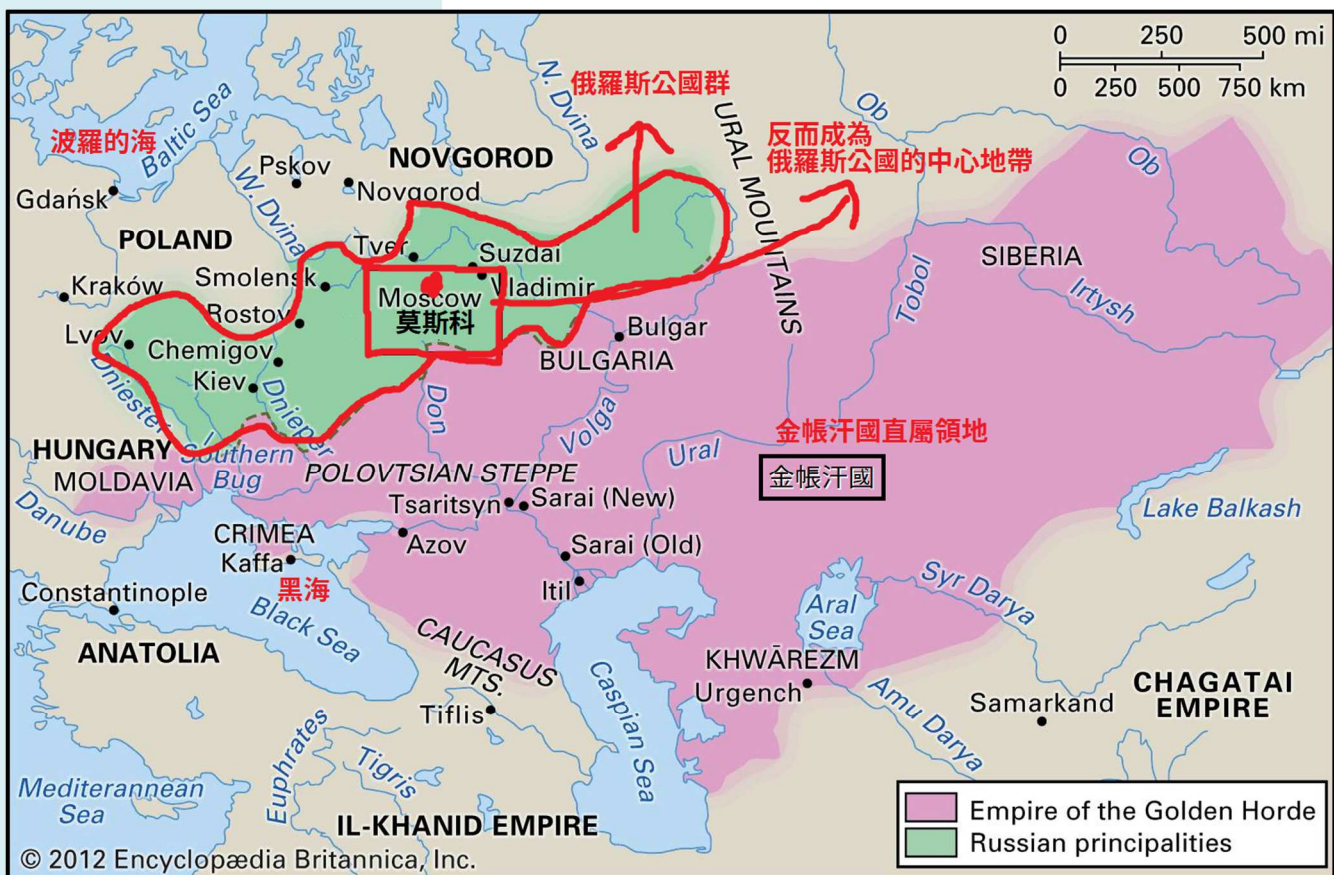 0 250 500 mi
0 250 500 750 km
俄羅斯公國群
N. Dvina
URAL MOUNTAINS
Ob
反而成為
俄羅斯公國的中心地帶
Ob
波羅的海
Baltic Sea
Pskov
NOVGOROD
Novgorod
Gdańsk
W. Dvina
POLAND
Tver
Suzdai
SIBERIA
Smolensk
Vladimir
Tobol
Irtysh
Kraków
Moscow
莫斯科
Rostov
Lvov
Bulgar
Chemigov
BULGARIA
Kiev
Dniester
Dnieper
Don
Volga
金帳汗國直屬領地
HUNGARY
Southern
Bug
Ural
金帳汗國
MOLDAVIA
POLOVTSIAN STEPPE
Danube
Tsaritsyn
Sarai (New)
Lake Balkash
CRIMEA
Azov
Sarai (Old)
Kaffa
黑海
Itil
Syr Darya
Constantinople
Black Sea
Aral
Sea
ANATOLIA
CAUCASUS
MTS.
KHWĀREZM
Caspian Sea
Urgench
Amu Darya
Samarkand
CHAGATAI
EMPIRE
Tiflis
Euphrates
Tigris
Mediterannean
Sea
IL-KHANID EMPIRE
Empire of the Golden Horde
Russian principalities
© 2012 Encyclopædia Britannica, Inc.